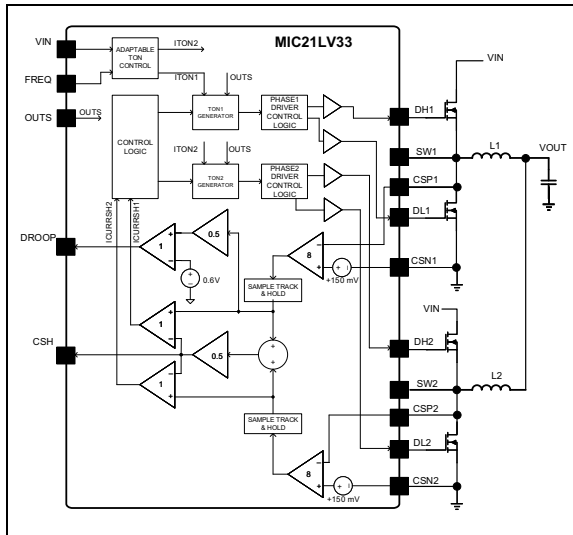 MIC21LV33
VIN
ADAPTABLE
TON
CONTROL
ITON2
VIN
FREQ
ITON1
OUTS
DH1
OUTS
OUTS
CONTROL
LOGIC
TON1
GENERATOR
PHASE1
DRIVER
CONTROL
LOGIC
SW1
L1
VOUT
ITON2
OUTS
TON2
GENERATOR
PHASE2
DRIVER
CONTROL
LOGIC
CSP1
DL1
ICURRSH2
ICURRSH1
DROOP
1
+
−
0.5
+
−
0.6V
8
−
+
+
−
+150 mV
CSN1
SAMPLE TRACK
& HOLD
VIN
1
+
−
DH2
CSH
0.5
+
+
SW2
L2
1
−
+
CSP2
SAMPLE TRACK
& HOLD
DL2
8
−
+
+
−
+150 mV
CSN2